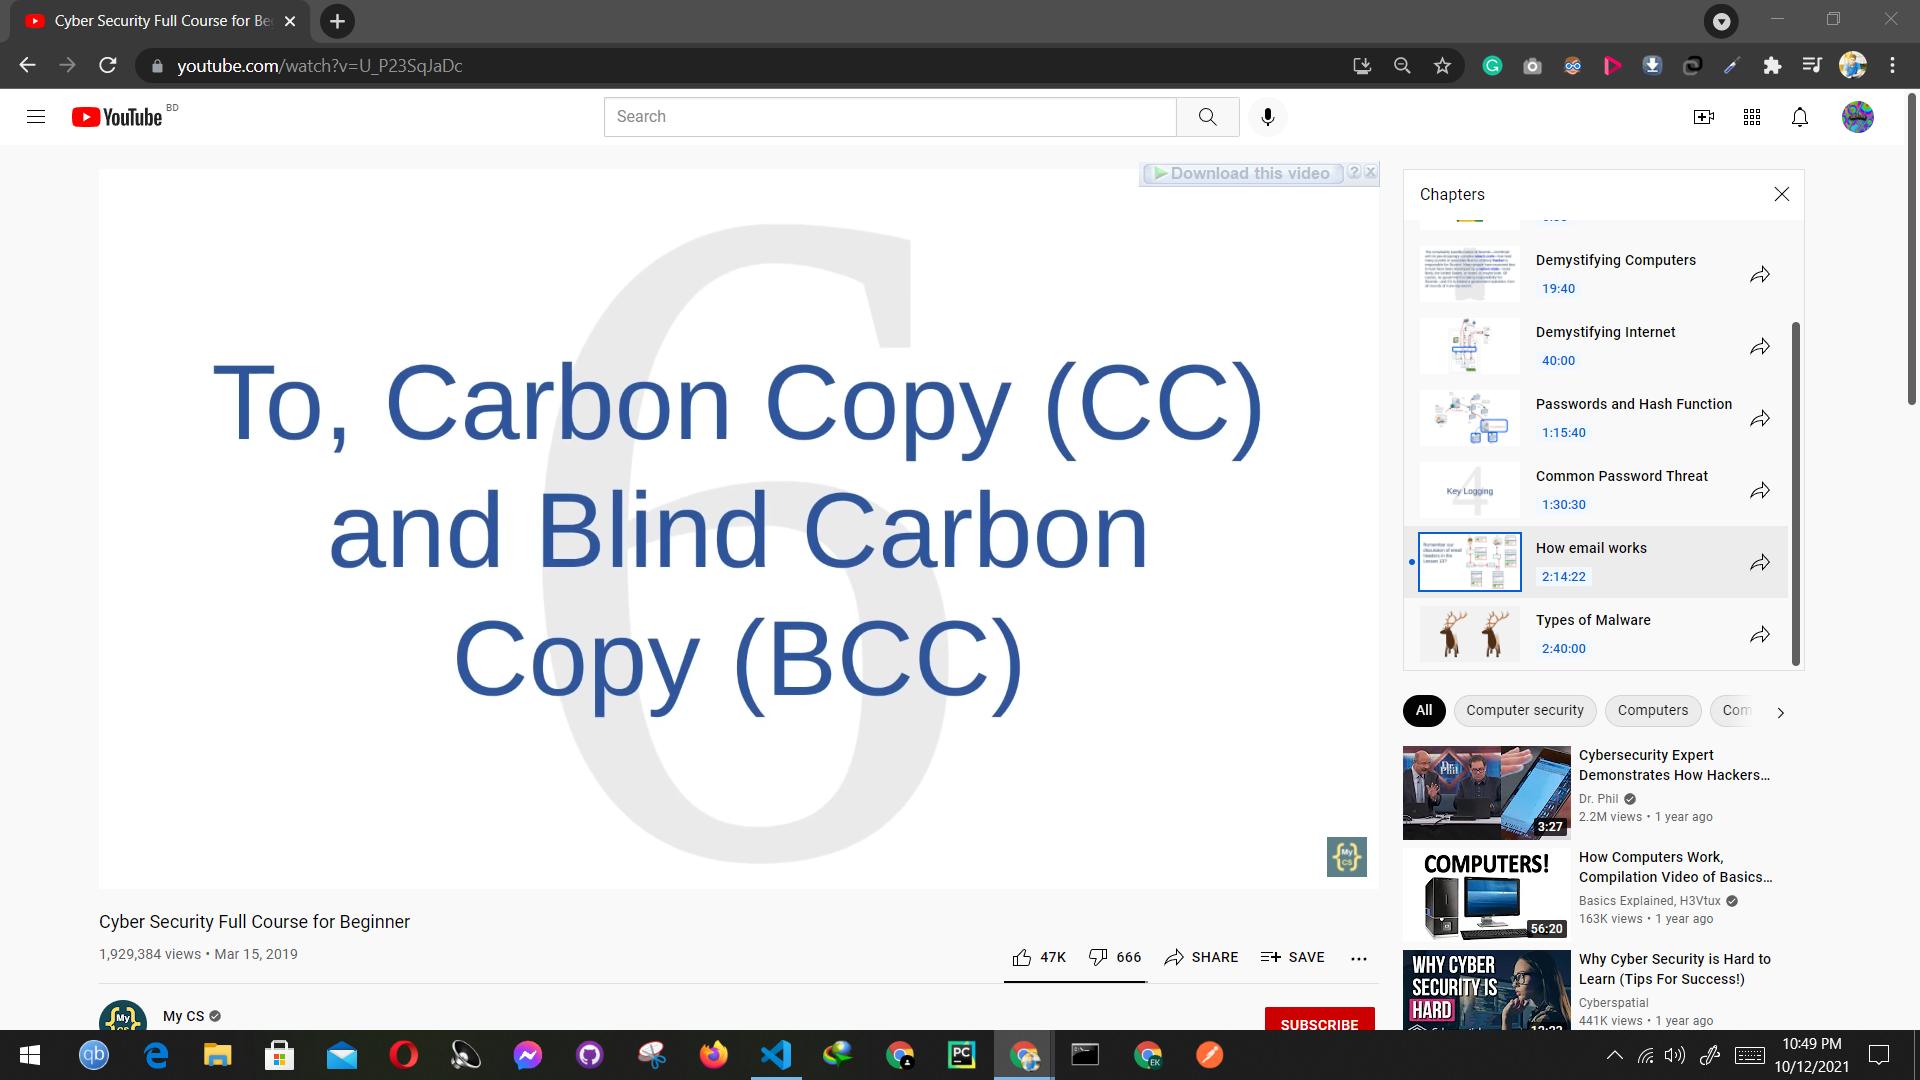 Cyber Security Full Course for Be
youtube.com/watch?v=U_P23SqJaDc
YouTube BD
Search
Download this video ? X
To, Carbon Copy (CC)
and Blind Carbon
Copy (BCC)
My
CS
Cyber Security Full Course for Beginner
1,929,384 views • Mar 15, 2019
47K
666
SHARE
SAVE
My CS
SUBSCRIBE
Chapters
Demystifying Computers
19:40
Demystifying Internet
40:00
Passwords and Hash Function
1:15:40
Key Logging
Common Password Threat
1:30:30
How email works
2:14:22
Types of Malware
2:40:00
All
Computer security
Computers
Com
Dr. Phil
3:27
Cybersecurity Expert
Demonstrates How Hackers…
Dr. Phil
2.2M views • 1 year ago
COMPUTERS!
56:20
How Computers Work,
Compilation Video of Basics…
Basics Explained, H3Vtux
163K views • 1 year ago
WHY CYBER
SECURITY IS
HARD
Why Cyber Security is Hard to
Learn (Tips For Success!)
Cyberspatial
441K views • 1 year ago
qb
PC
EK
10:49 PM
10/12/2021